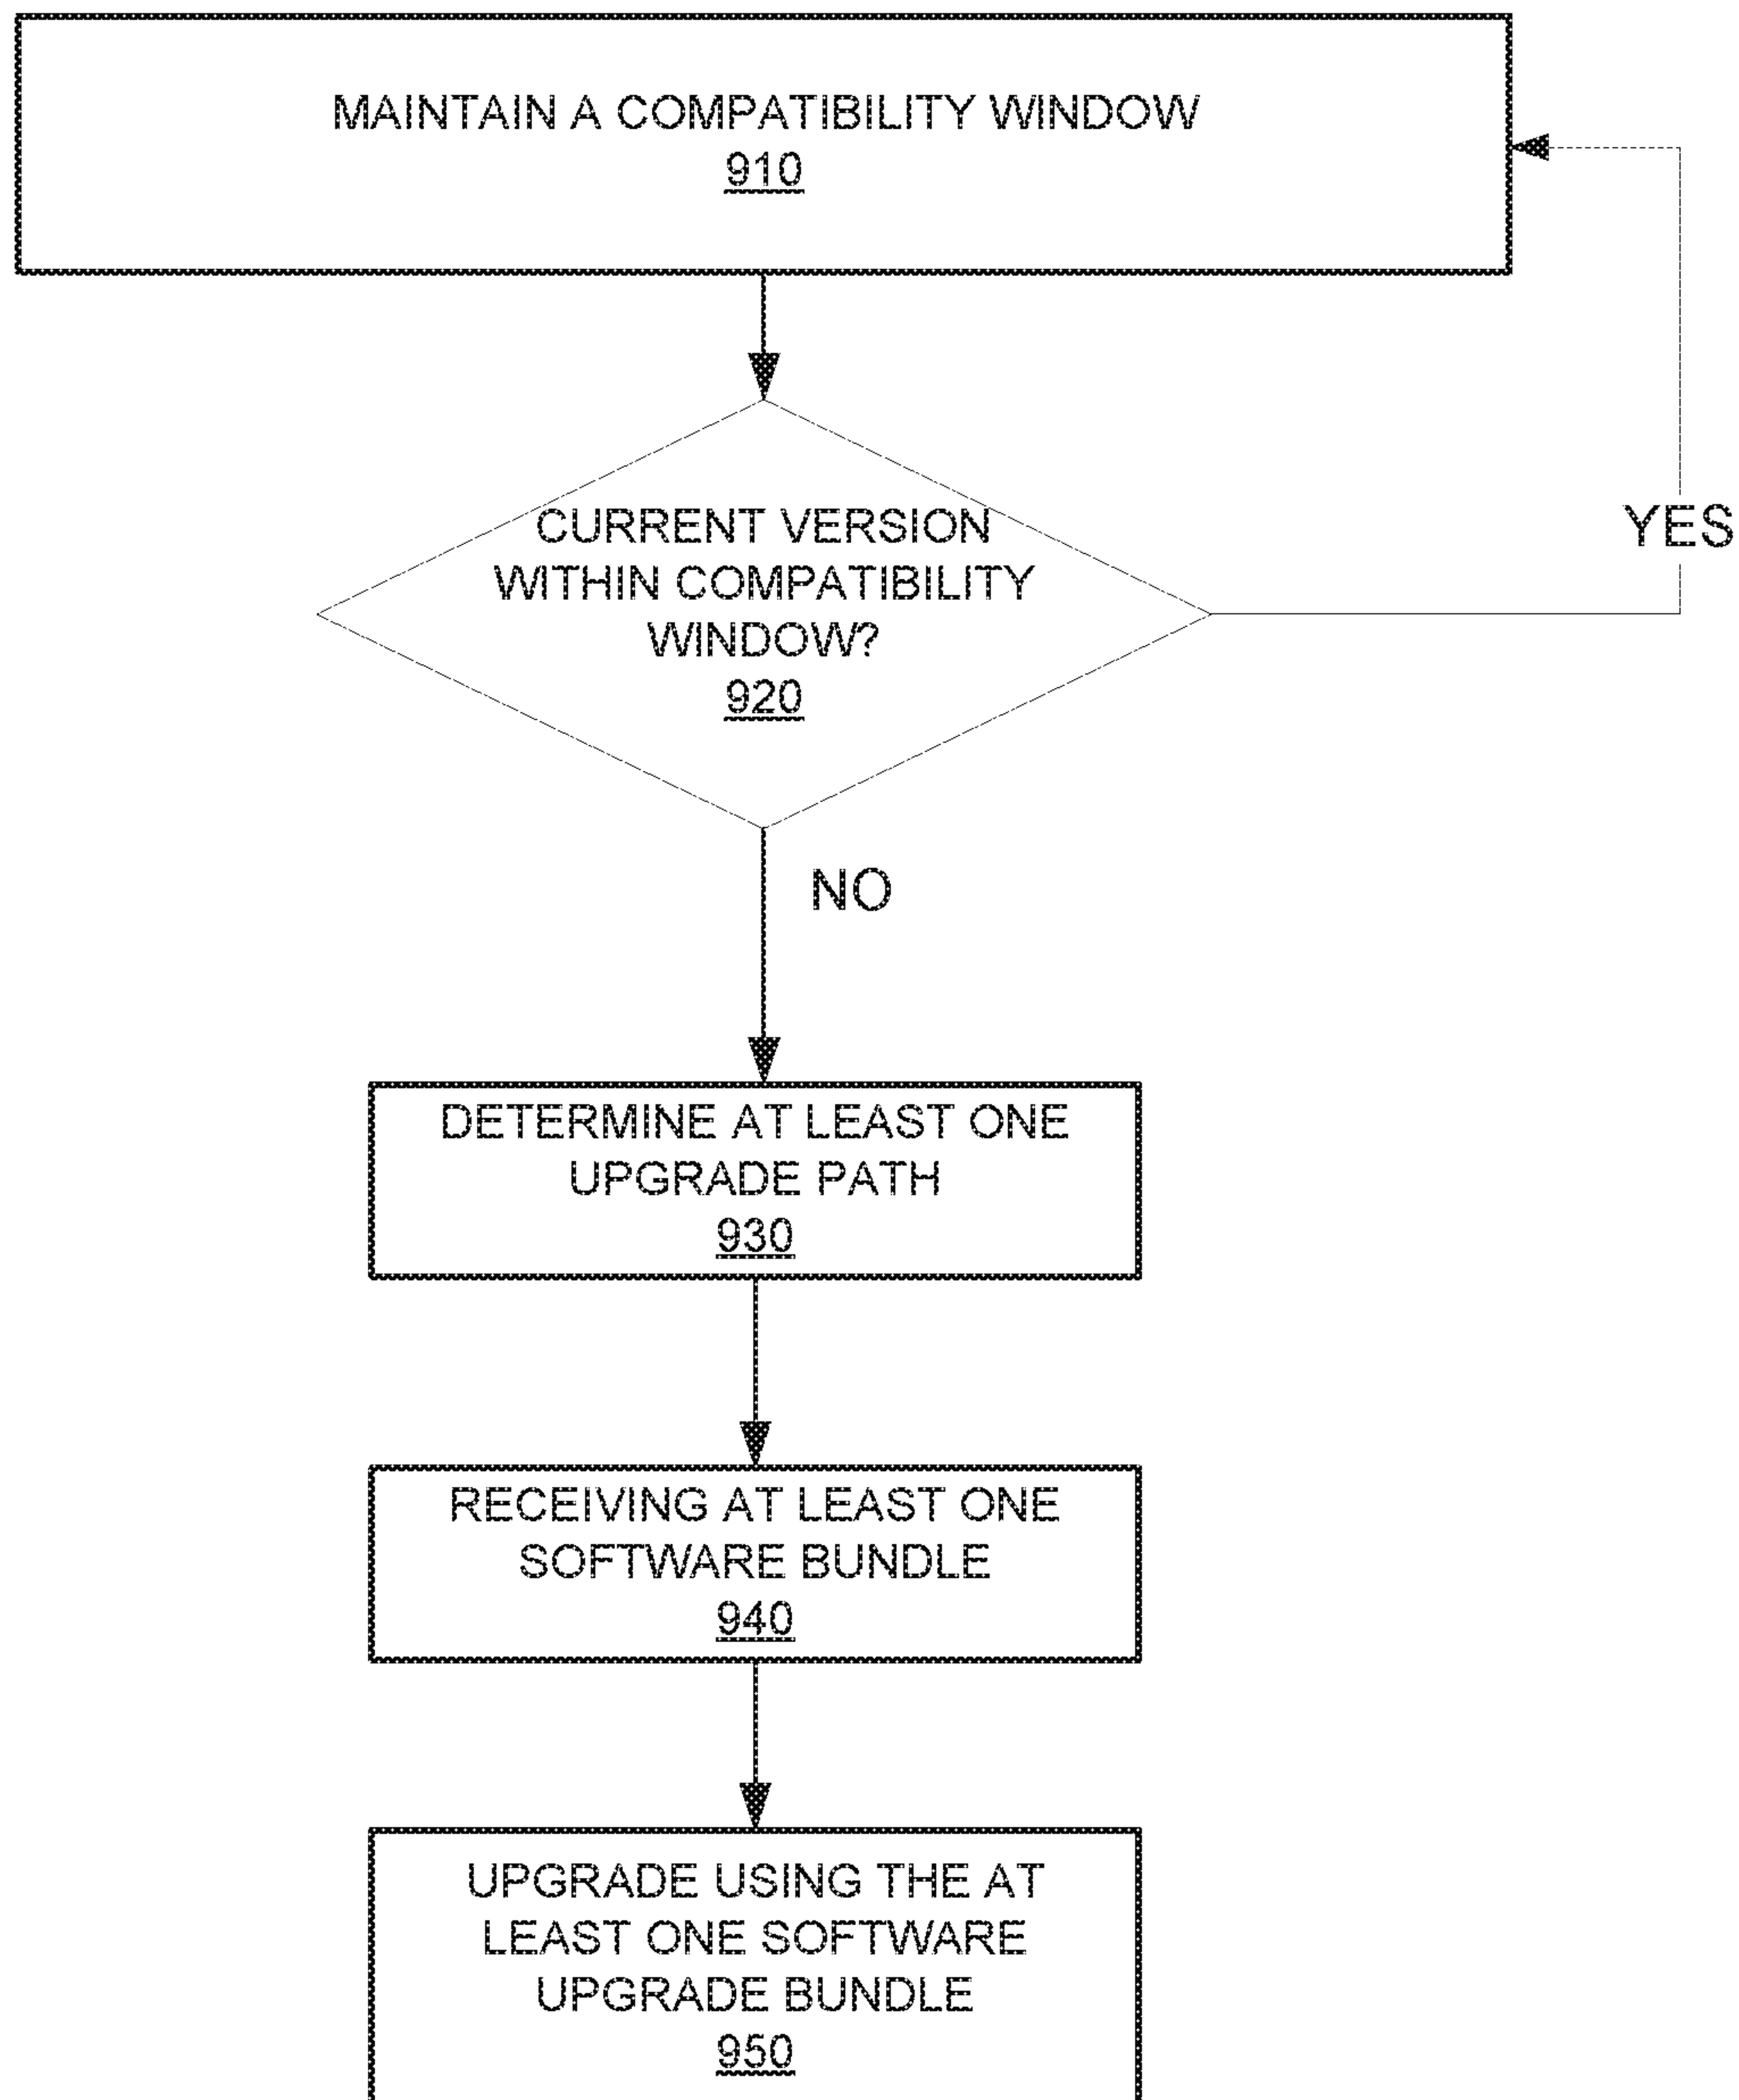 MAINTAIN A COMPATIBILITY WINDOW
910
CURRENT VERSION
WITHIN COMPATIBILITY
WINDOW?
920
YES
NO
DETERMINE AT LEAST ONE
UPGRADE PATH
930
RECEIVING AT LEAST ONE
SOFTWARE BUNDLE
940
UPGRADE USING THE AT
LEAST ONE SOFTWARE
UPGRADE BUNDLE
950